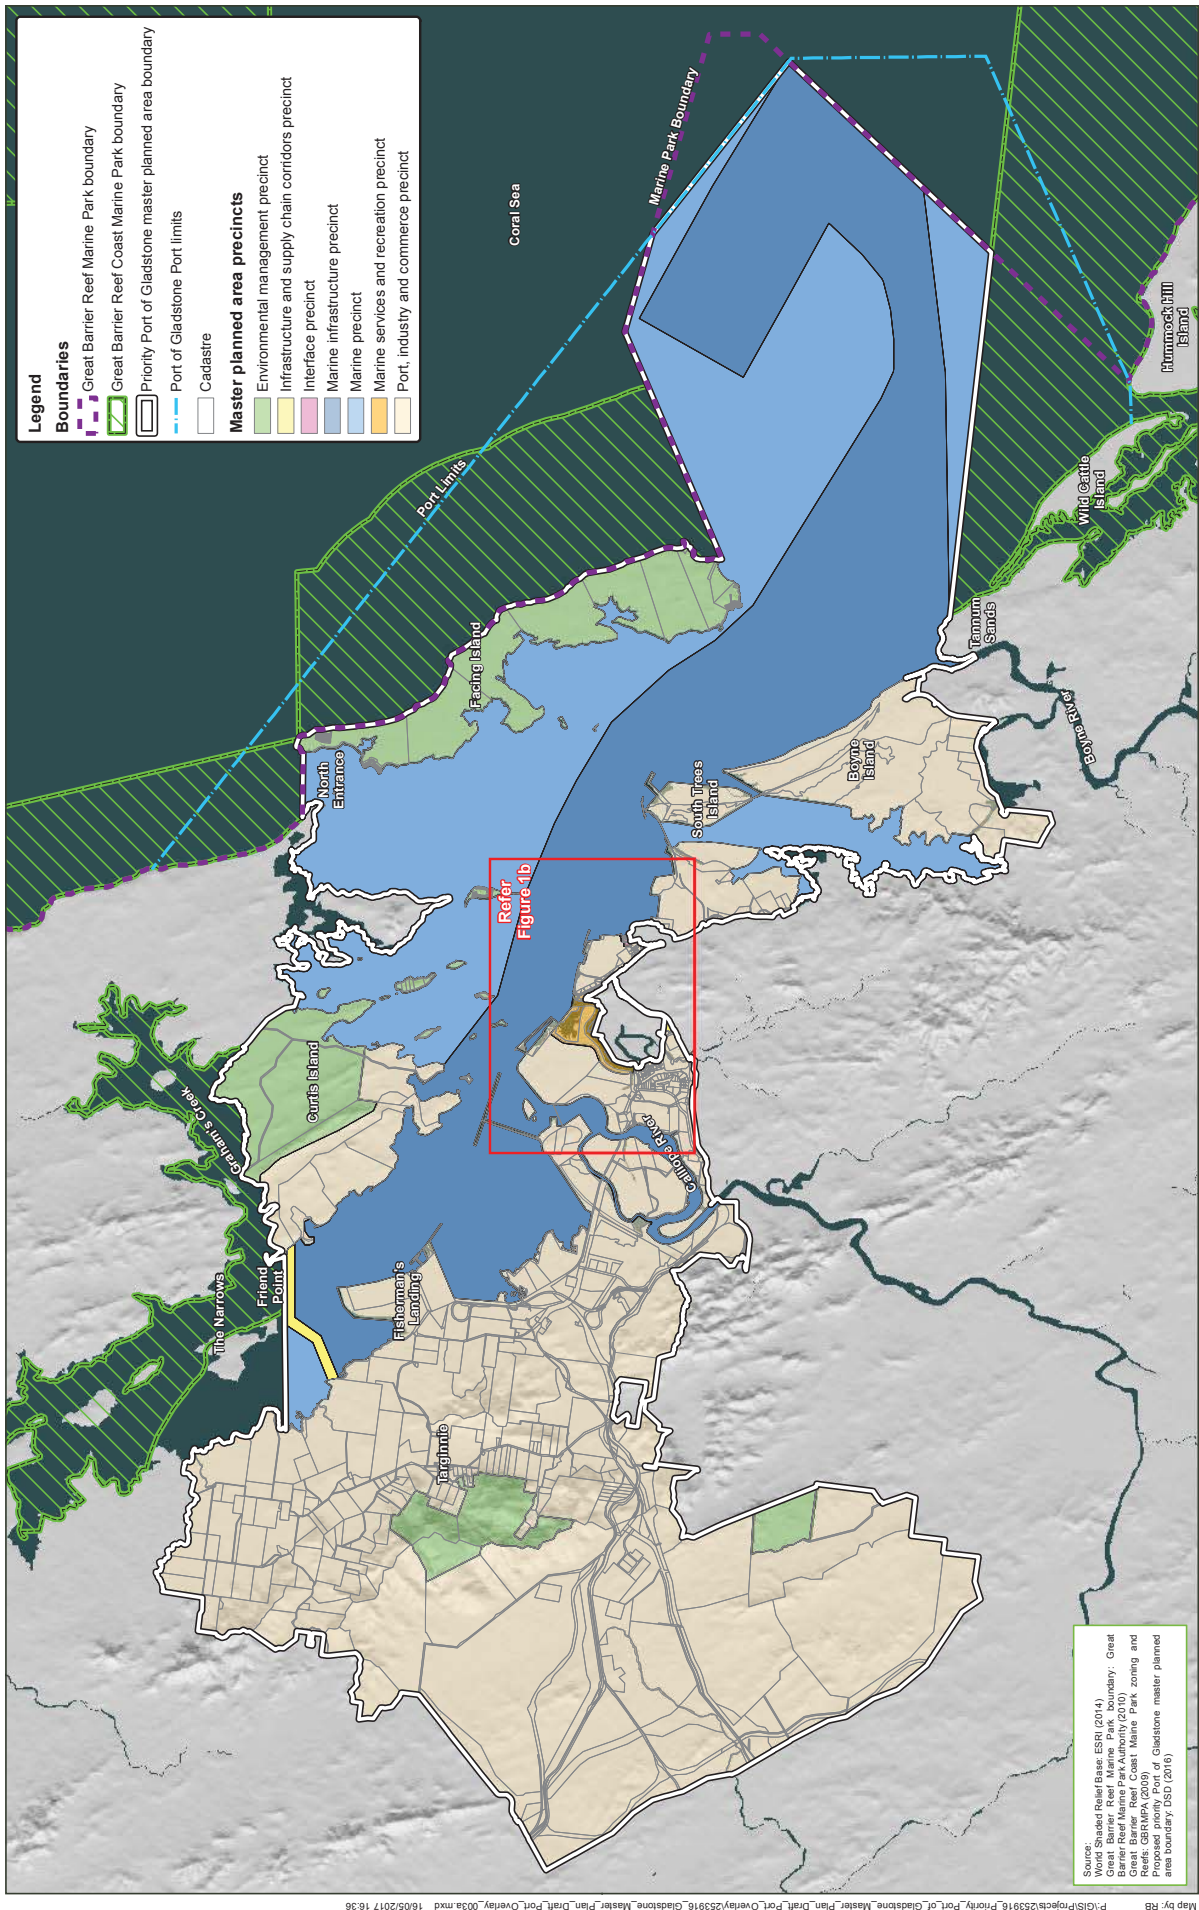 Legend
Boundaries
Great Barrier Reef Marine Park boundary
Great Barrier Reef Coast Marine Park boundary
Priority Port of Gladstone master planned area boundary
Port of Gladstone Port limits
Cadastre
Master planned area precincts
Environmental management precinct
Infrastructure and supply chain corridors precinct
Interface precinct
Marine infrastructure precinct
Marine precinct
Marine services and recreation precinct
Port, industry and commerce precinct
Coral Sea
Marine Park Boundary
Port Limits
Hummock Hill
Island
Wild Cattle
Island
Tannum
Sands
Boyne River
Boyne
Island
South Trees
Island
Facing Island
North
Entrance
Refer
Figure 1b
Curtis Island
Graham's Creek
Calliope River
The Narrows
Friend
Point
Fisherman's
Landing
Targinnie
Source:
World Shaded Relief Base: ESRI (2014)
Great Barrier Reef Marine Park boundary: Great
Barrier Reef Marine Park Authority (2010)
Great Barrier Reef Coast Maine Park zoning and
Reefs: GBRMPA (2009)
Proposed priority Port of Gladstone master planned
area boundary: DSD (2016)
P:\GIS\Projects\253916_Priority_Port_of_Gladstone_Master_Plan_Draft_Port_Overlay\253916_Gladstone_Master_Plan_Draft_Port_Overlay_003a.mxd 16/05/2017 16:36
Map by: RB